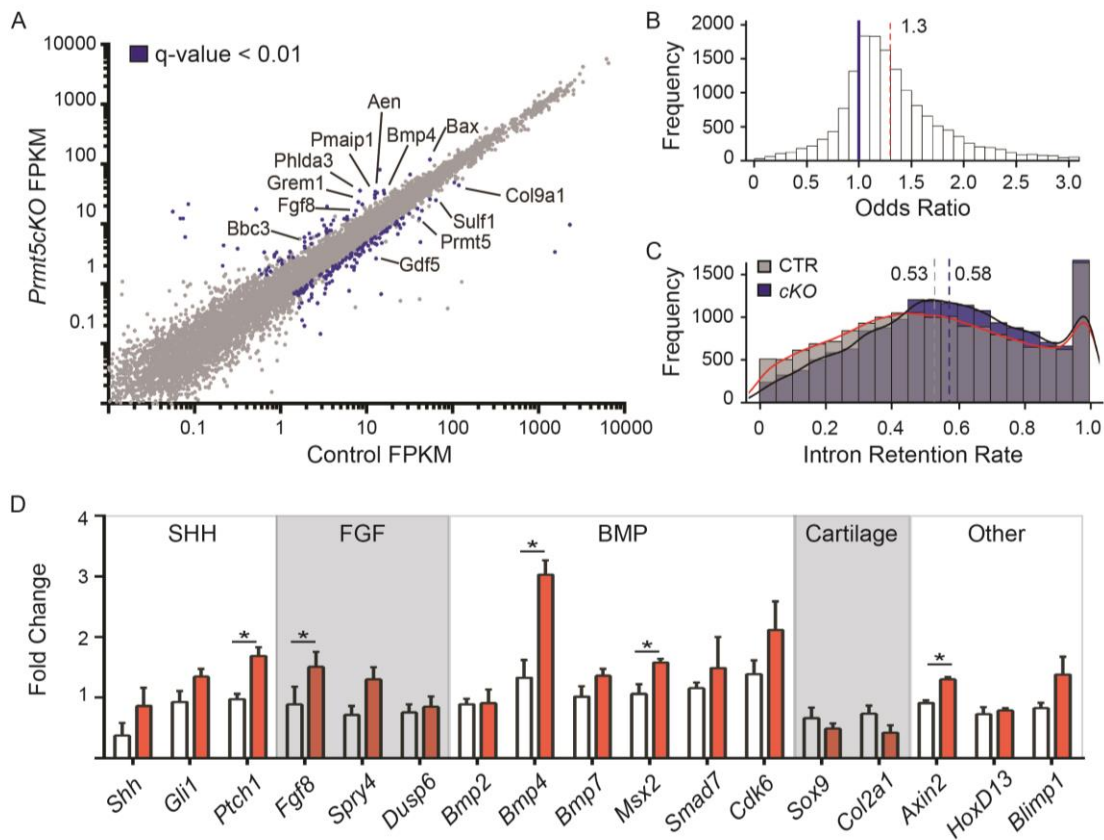 A
10000
1000
100
10
1
0.1
Prmt5cKO FPKM
q-value < 0.01
Aen
Pmaip1
Bmp4
Bax
Phlda3
Grem1
Fgf8
Bbc3
Col9a1
Sulf1
Prmt5
Gdf5
0.1 1 10 100 1000 10000
Control FPKM
B
2000
1500
1000
500
0
Frequency
1.3
0 0.5 1.0 1.5 2.0 2.5 3.0
Odds Ratio
C
CTR
cKO
1500
1000
500
0
Frequency
0.53 0.58
0 0.2 0.4 0.6 0.8 1.0
Intron Retention Rate
D
4
3
2
1
Fold Change
SHH FGF BMP Cartilage Other
* * * * *
Shh Gli1 Ptch1 Fgf8 Spry4 Dusp6 Bmp2 Bmp4 Bmp7 Msx2 Smad7 Cdk6 Sox9 Col2a1 Axin2 HoxD13 Blimp1